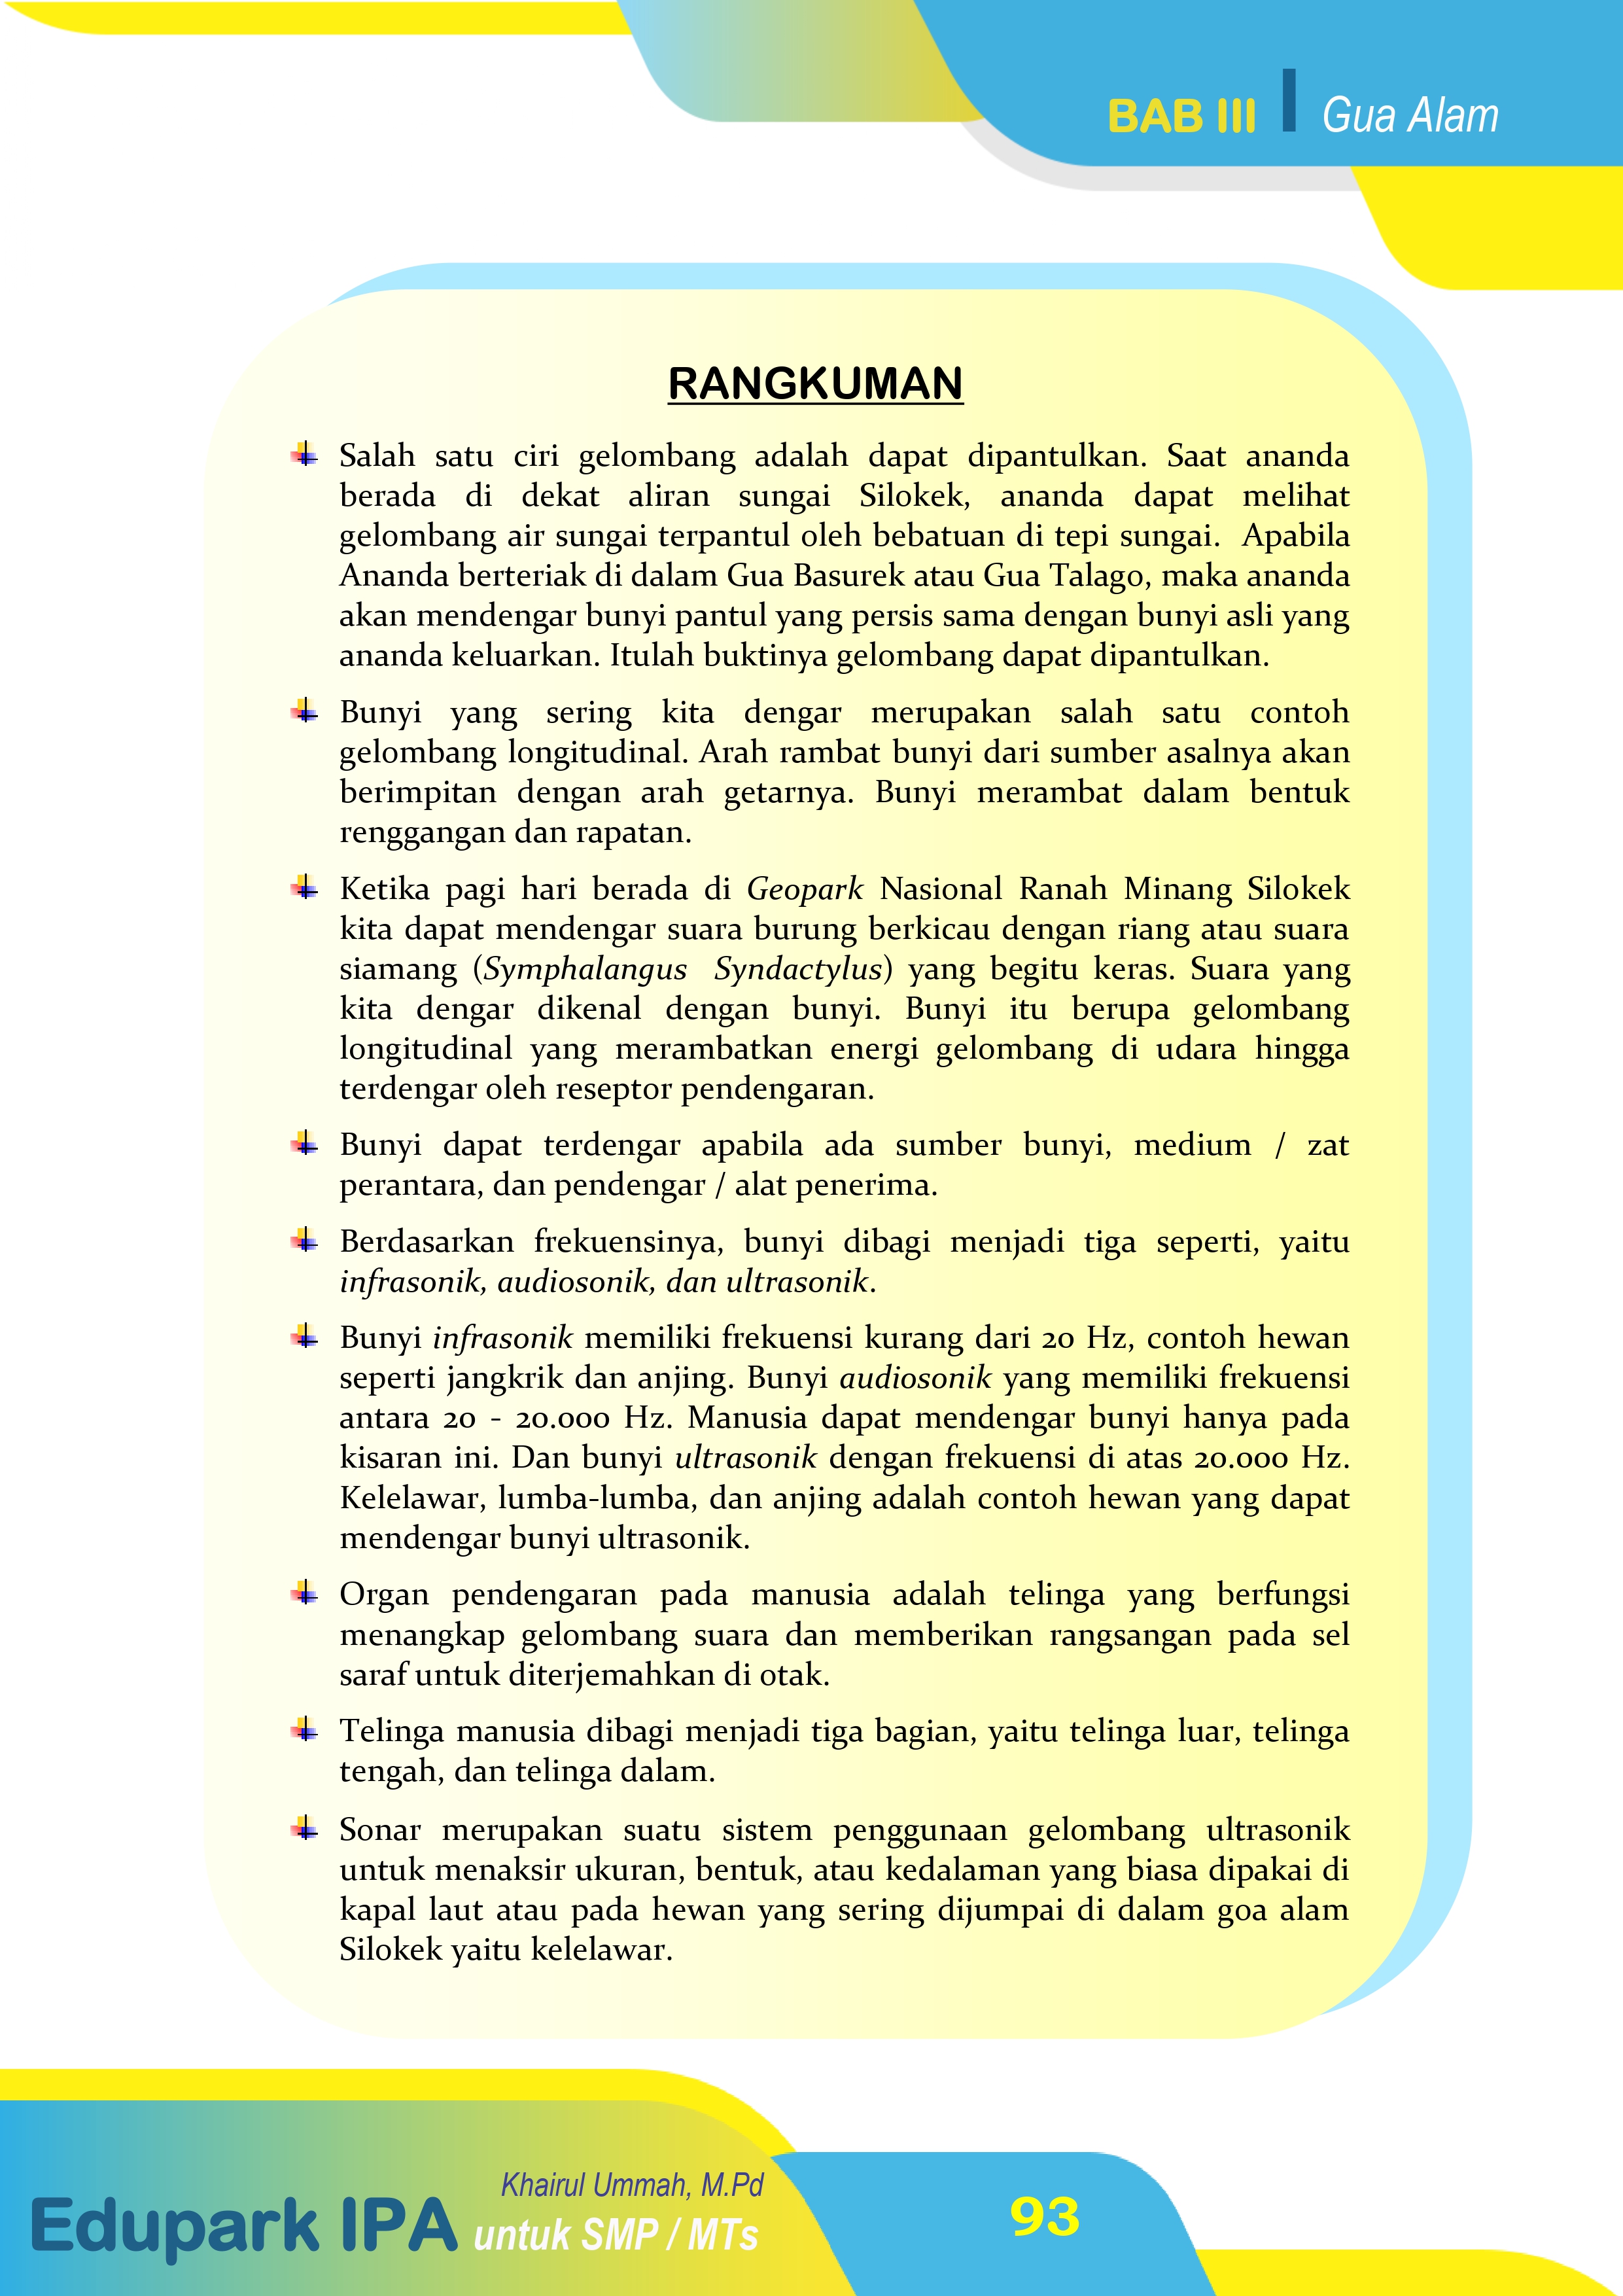 BAB III Gua Alam
RANGKUMAN
Salah satu ciri gelombang adalah dapat dipantulkan. Saat ananda
berada di dekat aliran sungai Silokek, ananda dapat melihat
gelombang air sungai terpantul oleh bebatuan di tepi sungai. Apabila
Ananda berteriak di dalam Gua Basurek atau Gua Talago, maka ananda
akan mendengar bunyi pantul yang persis sama dengan bunyi asli yang
ananda keluarkan. Itulah buktinya gelombang dapat dipantulkan.
Bunyi yang sering kita dengar merupakan salah satu contoh
gelombang longitudinal. Arah rambat bunyi dari sumber asalnya akan
berimpitan dengan arah getarnya. Bunyi merambat dalam bentuk
renggangan dan rapatan.
Ketika pagi hari berada di Geopark Nasional Ranah Minang Silokek
kita dapat mendengar suara burung berkicau dengan riang atau suara
siamang (Symphalangus Syndactylus) yang begitu keras. Suara yang
kita dengar dikenal dengan bunyi. Bunyi itu berupa gelombang
longitudinal yang merambatkan energi gelombang di udara hingga
terdengar oleh reseptor pendengaran.
Bunyi dapat terdengar apabila ada sumber bunyi, medium / zat
perantara, dan pendengar / alat penerima.
Berdasarkan frekuensinya, bunyi dibagi menjadi tiga seperti, yaitu
infrasonik, audiosonik, dan ultrasonik.
Bunyi infrasonik memiliki frekuensi kurang dari 20 Hz, contoh hewan
seperti jangkrik dan anjing. Bunyi audiosonik yang memiliki frekuensi
antara 20 - 20.000 Hz. Manusia dapat mendengar bunyi hanya pada
kisaran ini. Dan bunyi ultrasonik dengan frekuensi di atas 20.000 Hz.
Kelelawar, lumba-lumba, dan anjing adalah contoh hewan yang dapat
mendengar bunyi ultrasonik.
Organ pendengaran pada manusia adalah telinga yang berfungsi
menangkap gelombang suara dan memberikan rangsangan pada sel
saraf untuk diterjemahkan di otak.
Telinga manusia dibagi menjadi tiga bagian, yaitu telinga luar, telinga
tengah, dan telinga dalam.
Sonar merupakan suatu sistem penggunaan gelombang ultrasonik
untuk menaksir ukuran, bentuk, atau kedalaman yang biasa dipakai di
kapal laut atau pada hewan yang sering dijumpai di dalam goa alam
Silokek yaitu kelelawar.
Khairul Ummah, M.Pd
Edupark IPA untuk SMP / MTs
93